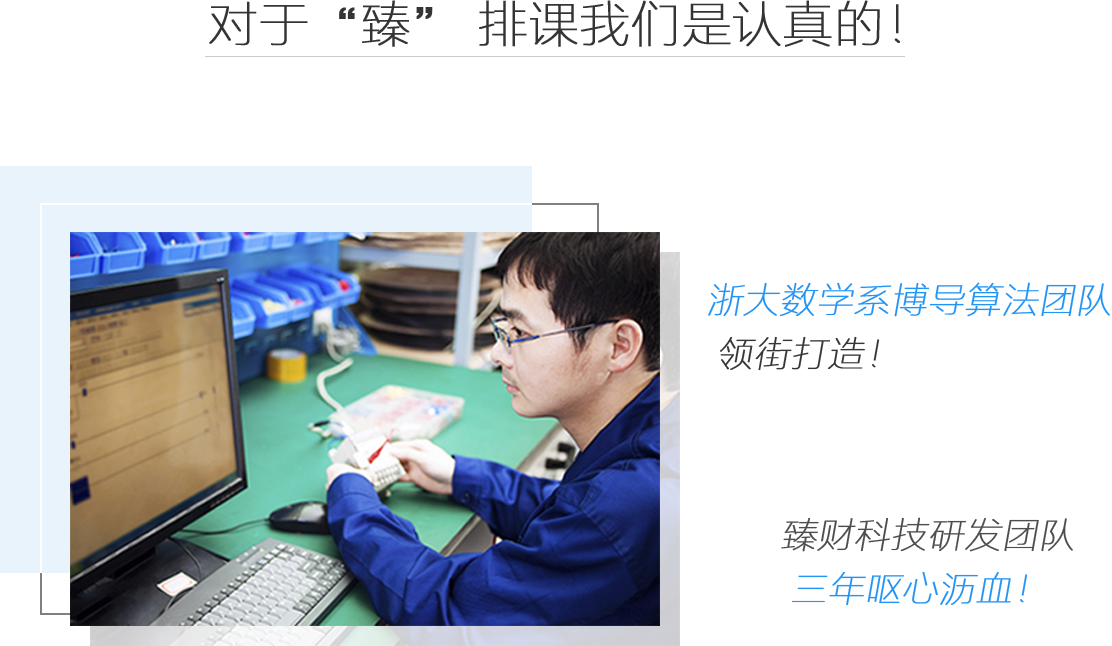 对于“臻” 排课我们是认真的！
浙大数学系博导算法团队
领街打造！
臻财科技研发团队
三年呕心沥血！